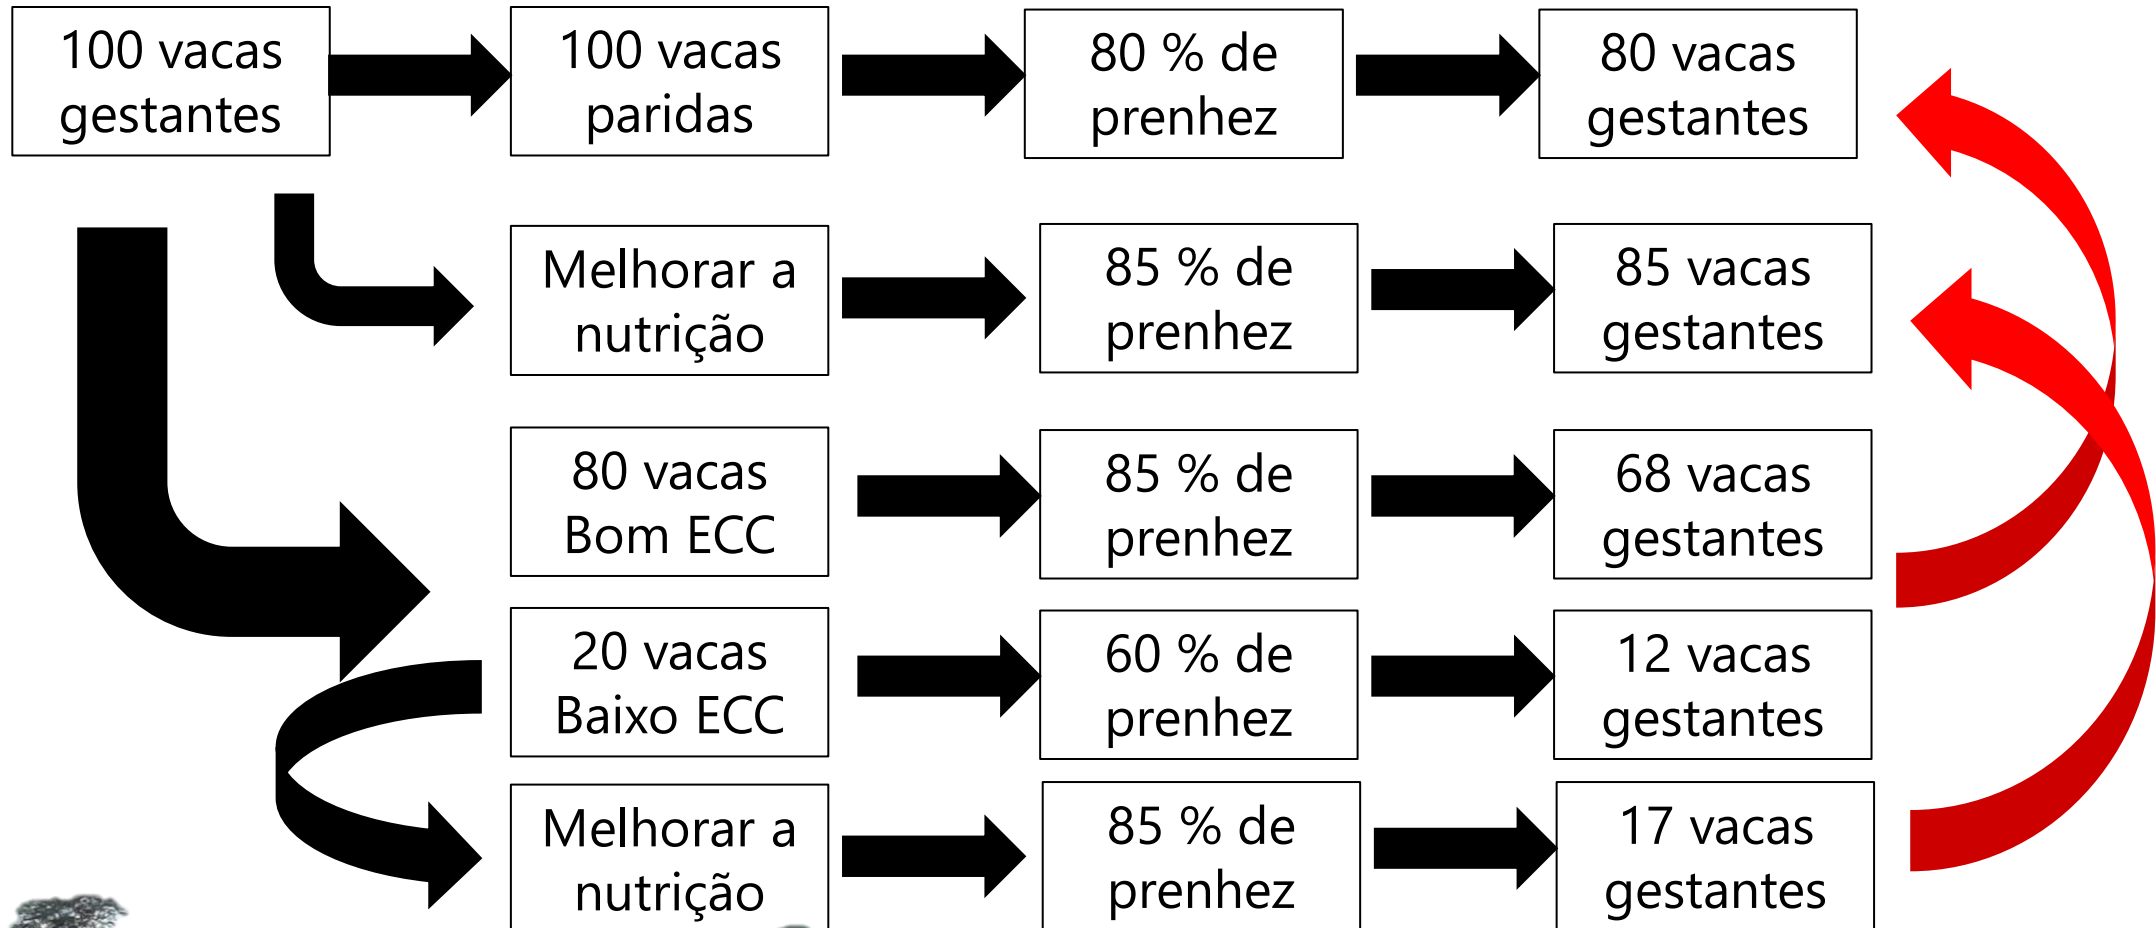 100 vacas
gestantes
100 vacas
paridas
80 % de
prenhez
80 vacas
gestantes
Melhorar a
nutrição
85 % de
prenhez
85 vacas
gestantes
80 vacas
Bom ECC
85 % de
prenhez
68 vacas
gestantes
20 vacas
Baixo ECC
60 % de
prenhez
12 vacas
gestantes
Melhorar a
nutrição
85 % de
prenhez
17 vacas
gestantes